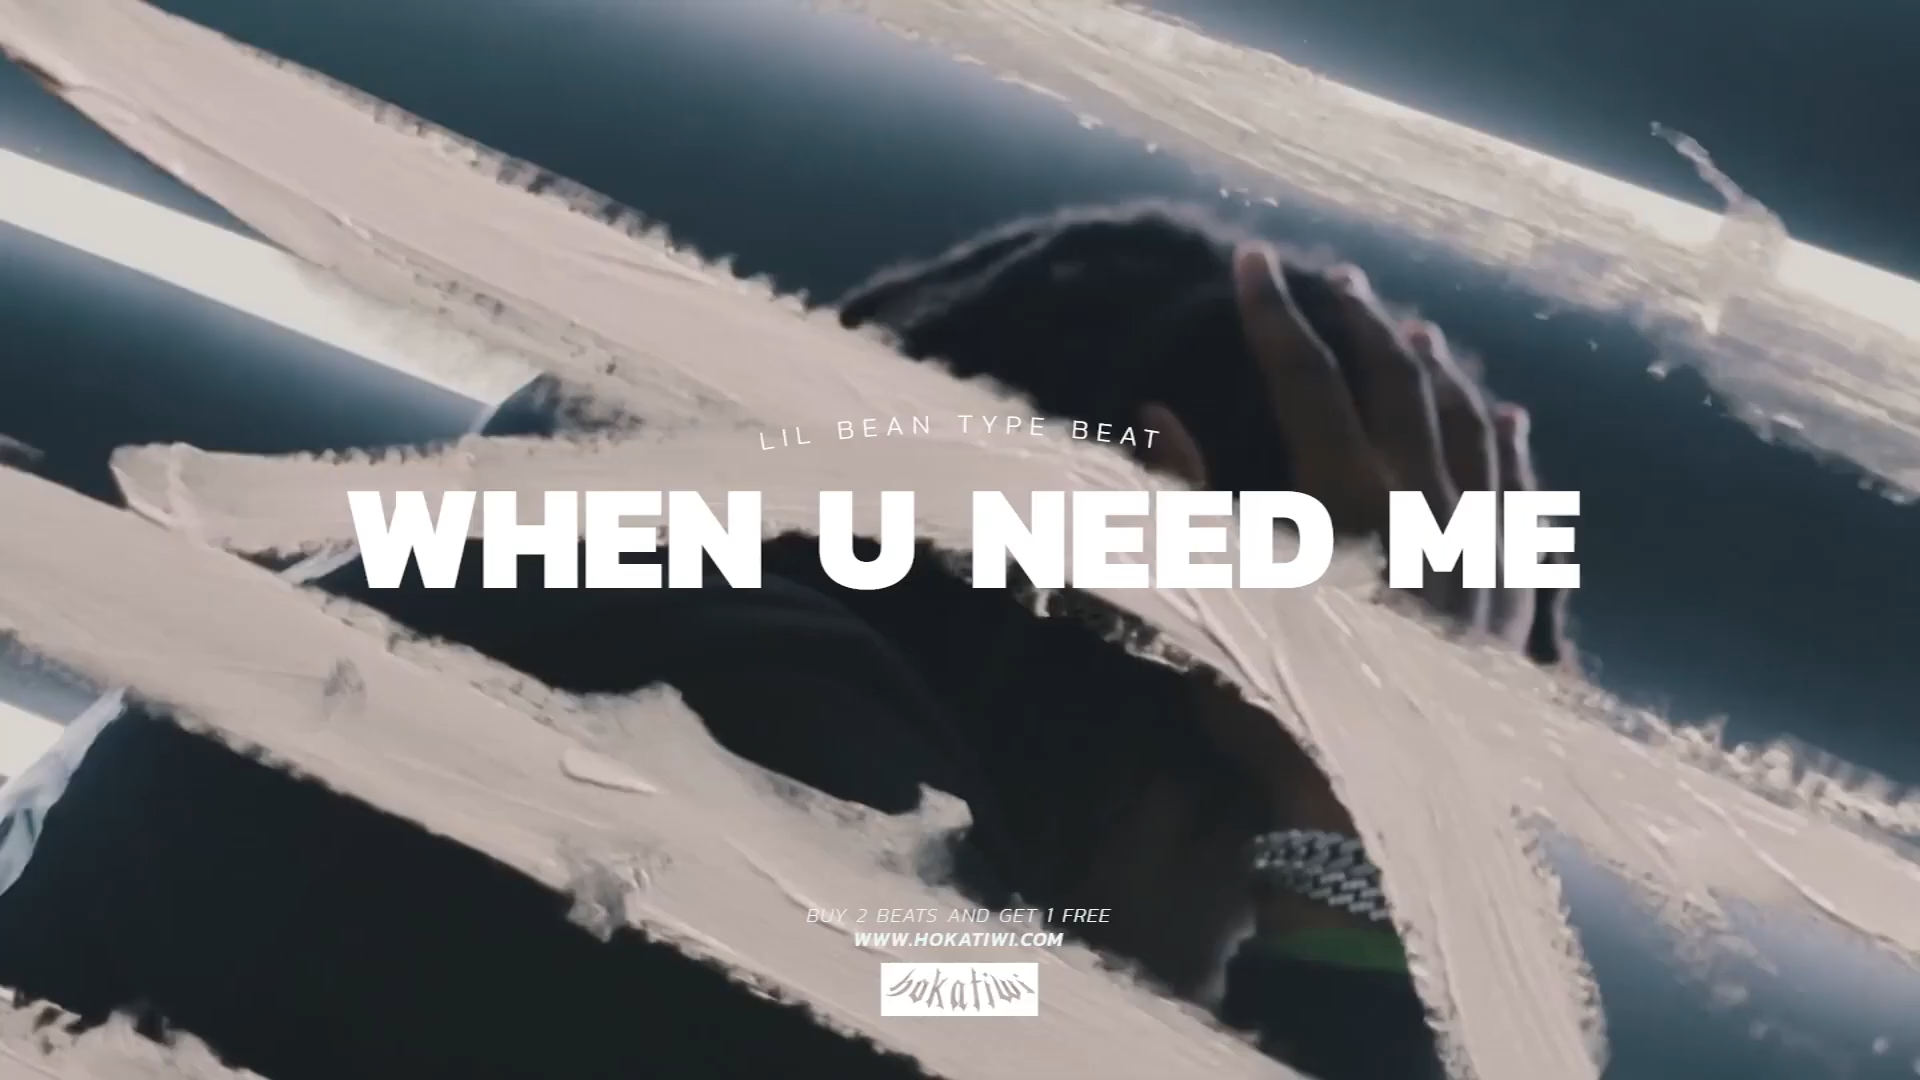 LIL BEAN TYPE BEAT
WHEN U NEED ME
BUY 2 BEATS AND GET 1 FREE
WWW.HOKATIWI.COM
hokatiwi